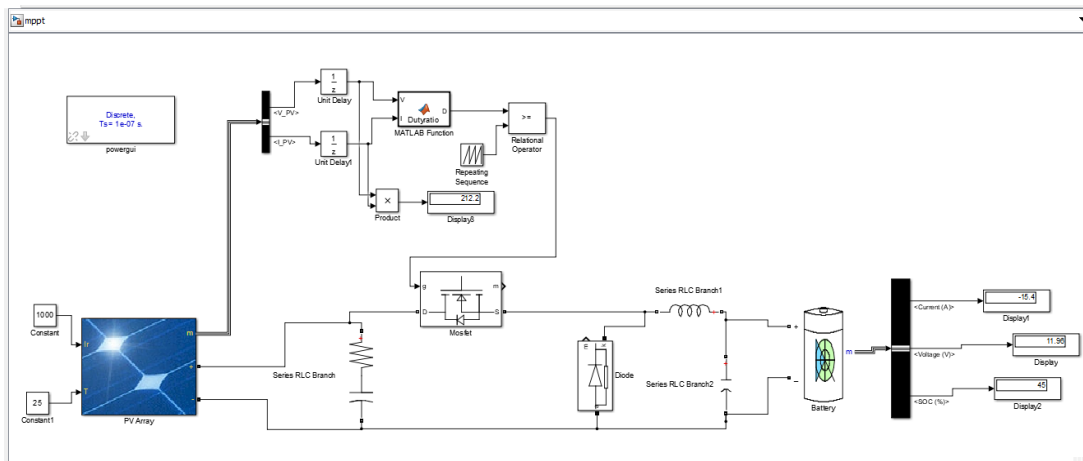 mppt
Discrete,
Ts = 1e-07 s.
powergui
<V_PV>
<I_PV>
1
z
Unit Delay
1
z
Unit Delay1
V
I
D
Dutyratio
MATLAB Function
>=
Relational
Operator
Repeating
Sequence
×
Product
212.2
Display3
1000
Constant
25
Constant1
Ir
T
m
+
-
PV Array
Series RLC Branch
+
g
m
D
S
Mosfet
Series RLC Branch1
+
m
k
a
Diode
Series RLC Branch2
+
+
–
m
Battery
<Current (A)>
-15.4
Display1
<Voltage (V)>
11.96
Display
<SOC (%)>
45
Display2